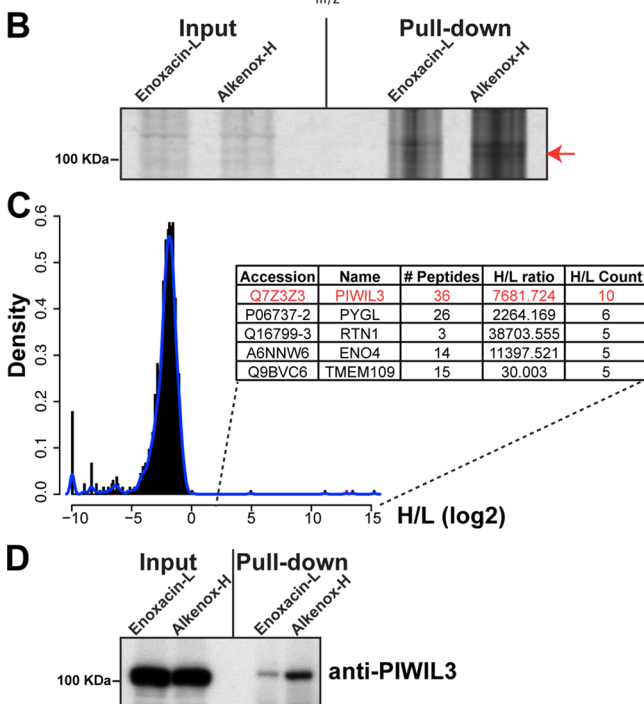 m/z
B
Input
Pull-down
Enoxacin-L
Alkenox-H
Enoxacin-L
Alkenox-H
100 KDa
C
Density
0.0
0.1
0.2
0.3
0.4
0.5
0.6
Accession Name # Peptides H/L ratio H/L Count
Q7Z3Z3 PIWIL3 36 7681.724 10
P06737-2 PYGL 26 2264.169 6
Q16799-3 RTN1 3 38703.555 5
A6NNW6 ENO4 14 11397.521 5
Q9BVC6 TMEM109 15 30.003 5
−10 −5 0 5 10 15
H/L (log2)
D
Input
Pull-down
Enoxacin-L
Alkenox-H
Enoxacin-L
Alkenox-H
100 KDa
anti-PIWIL3